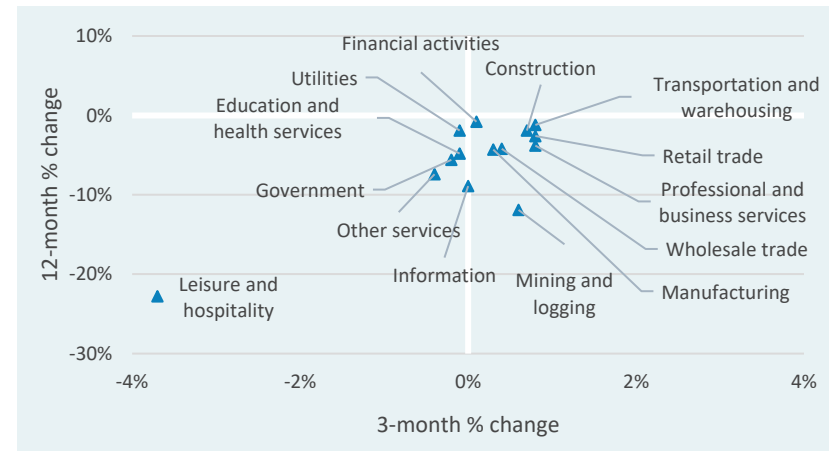 10%
0%
-10%
-20%
-30%
12-month % change
Financial activities
Utilities
Construction
Education and
health services
Transportation and
warehousing
Retail trade
Government
Professional and
business services
Other services
Wholesale trade
Information
Mining and
logging
Manufacturing
Leisure and
hospitality
-4%
-2%
0%
2%
4%
3-month % change